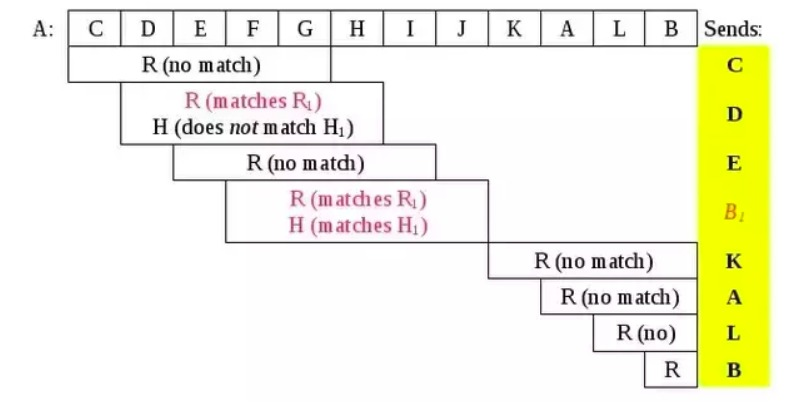 A: C D E F G H I J K A L B Sends:
R (no match) C
R (matches R₁)
H (does not match H₁) D
R (no match) E
R (matches R₁)
H (matches H₁) B₁
R (no match) K
R (no match) A
R (no) L
R B